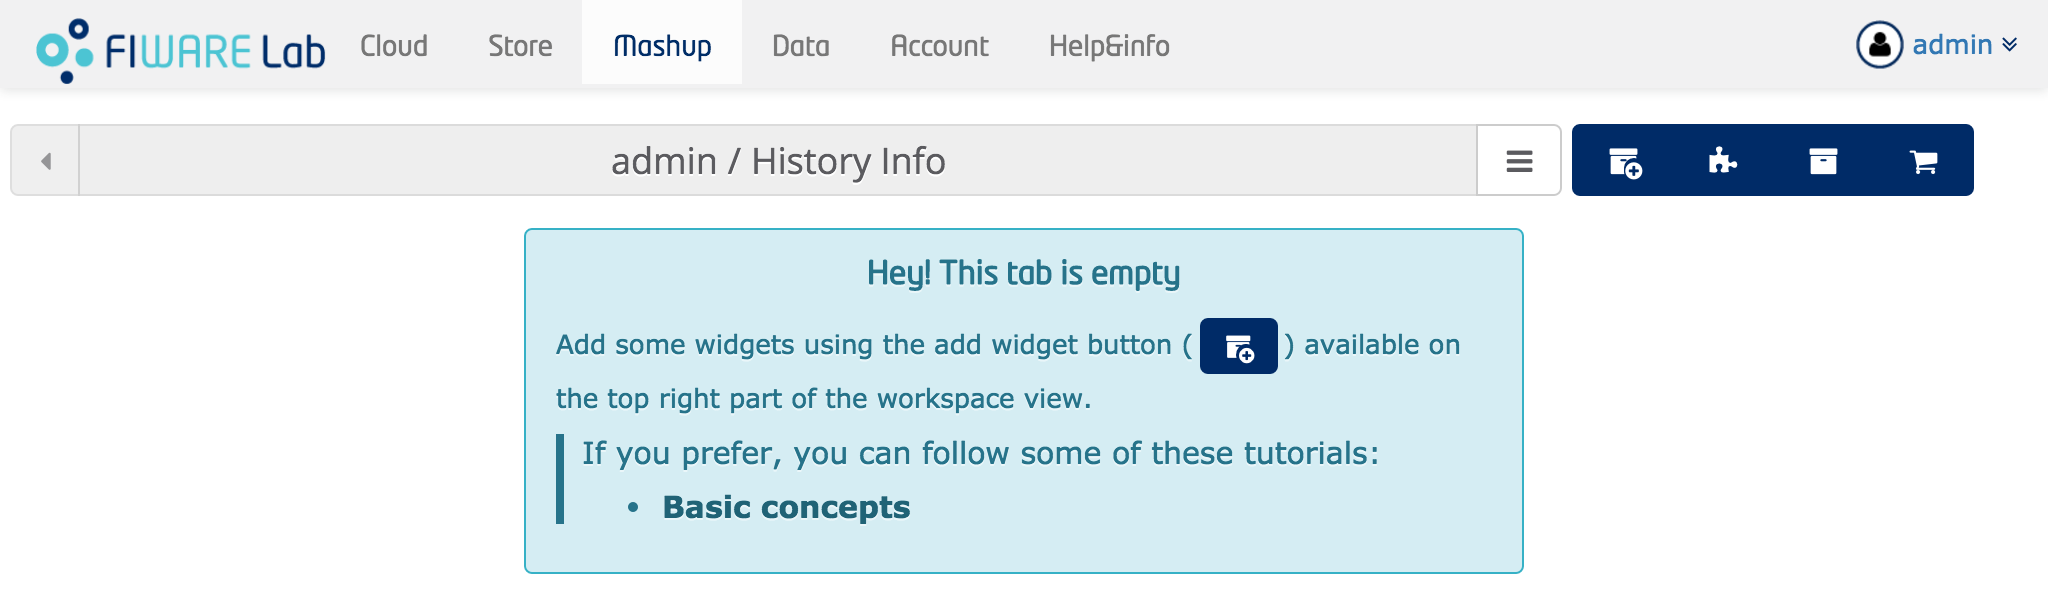 FIWARE Lab Cloud Store Mashup Data Account Help&info admin
admin / History Info
Hey! This tab is empty
Add some widgets using the add widget button ( ) available on
the top right part of the workspace view.
If you prefer, you can follow some of these tutorials:
• Basic concepts